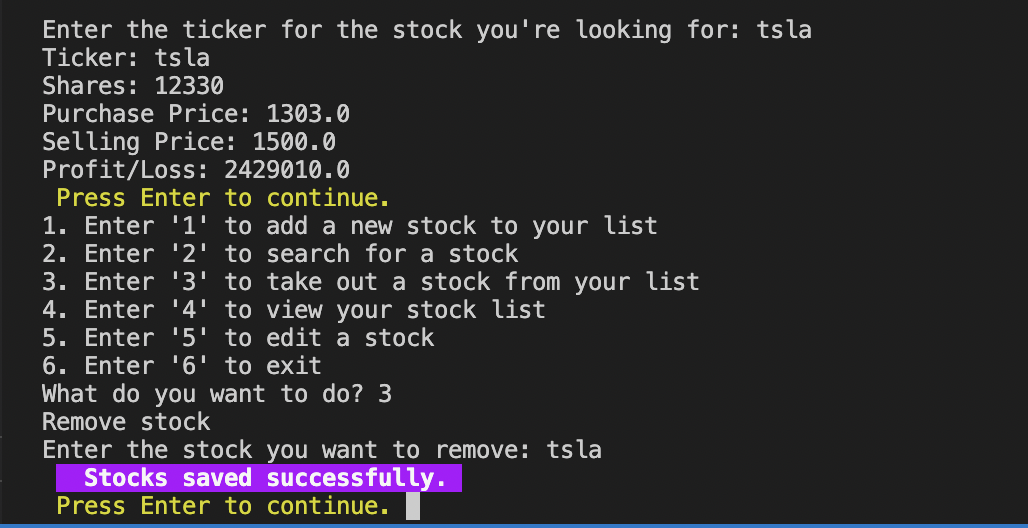 Enter the ticker for the stock you're looking for: tsla
Ticker: tsla
Shares: 12330
Purchase Price: 1303.0
Selling Price: 1500.0
Profit/Loss: 2429010.0
Press Enter to continue.
1. Enter '1' to add a new stock to your list
2. Enter '2' to search for a stock
3. Enter '3' to take out a stock from your list
4. Enter '4' to view your stock list
5. Enter '5' to edit a stock
6. Enter '6' to exit
What do you want to do? 3
Remove stock
Enter the stock you want to remove: tsla
Stocks saved successfully.
Press Enter to continue.